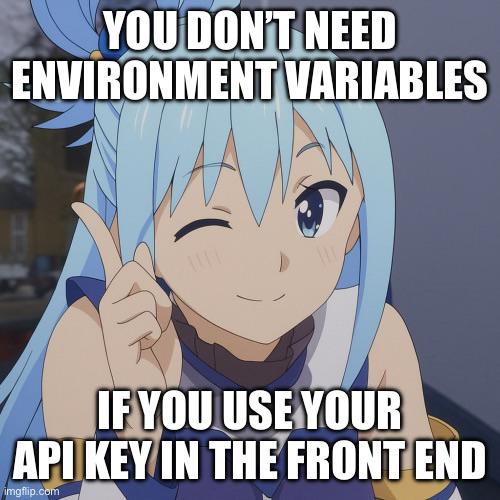 YOU DON'T NEED
ENVIRONMENT VARIABLES
IF YOU USE YOUR
API KEY IN THE FRONT END
imgflip.com